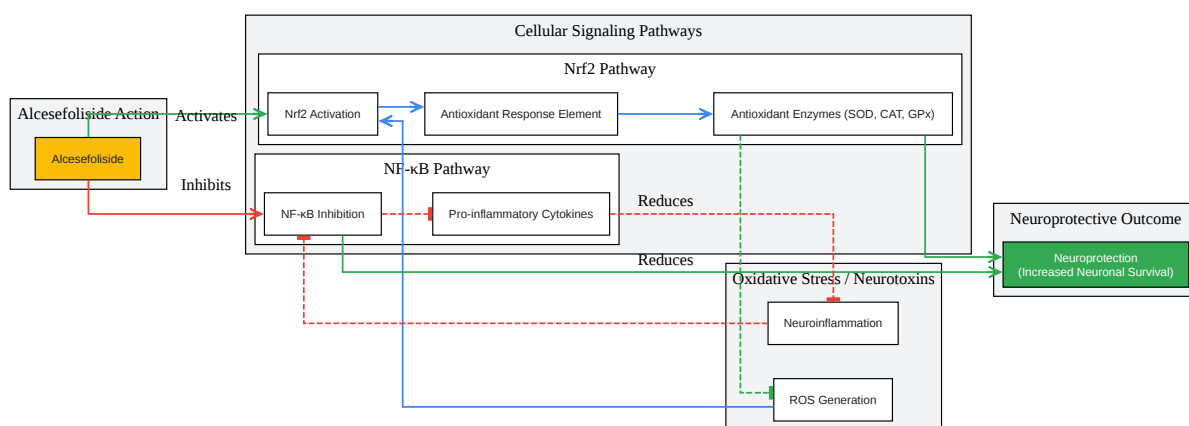 Cellular Signaling Pathways
Nrf2 Pathway
Alcesefoliside Action
Activates
Nrf2 Activation
Antioxidant Response Element
Antioxidant Enzymes (SOD, CAT, GPx)
Alcesefoliside
NF-κB Pathway
Inhibits
NF-κB Inhibition
Pro-inflammatory Cytokines
Reduces
Neuroprotective Outcome
Neuroprotection
(Increased Neuronal Survival)
Reduces
Oxidative Stress / Neurotoxins
Neuroinflammation
ROS Generation